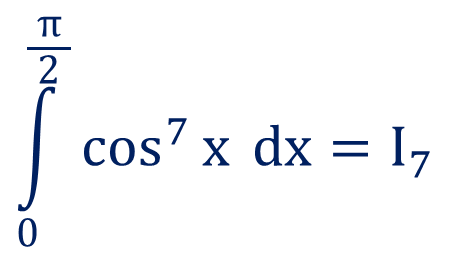 ∫₀^(π/2) cos⁷ x dx = I₇